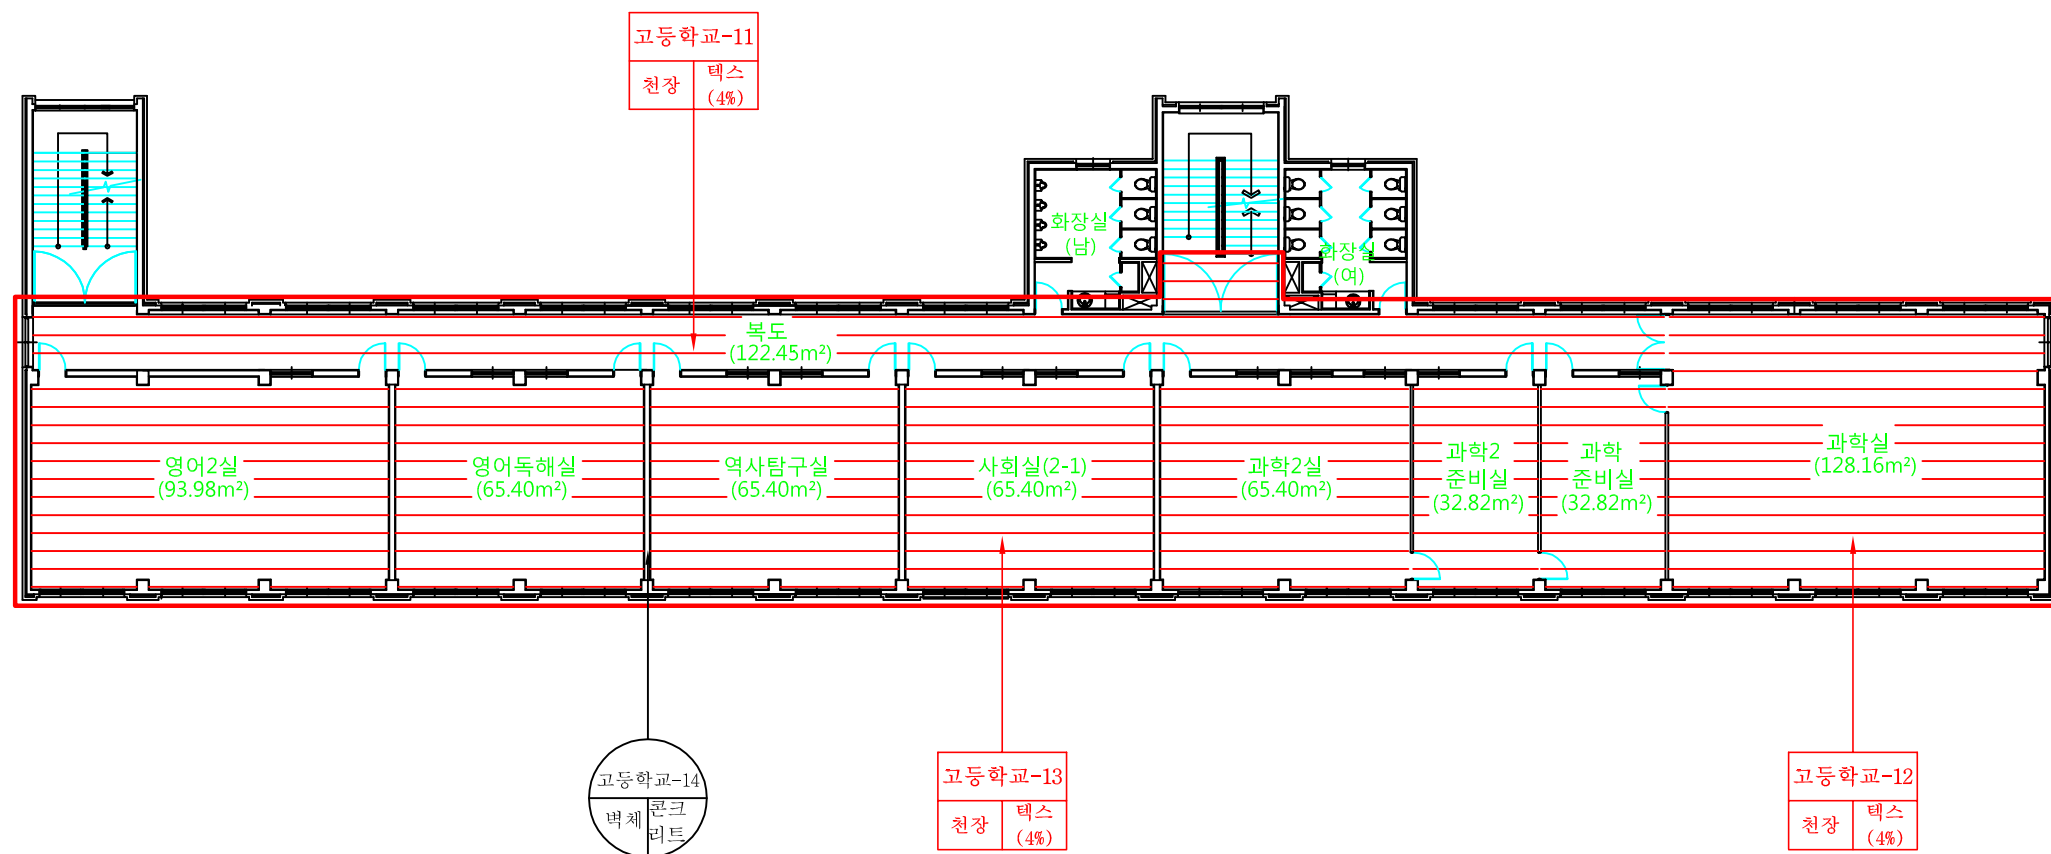 고등학교-11
천장
텍스
(4%)
화장실
(남)
화장실
(여)
복도
(122.45m²)
영어2실
(93.98m²)
영어독해실
(65.40m²)
역사탐구실
(65.40m²)
사회실(2-1)
(65.40m²)
과학2실
(65.40m²)
과학2
준비실
(32.82m²)
과학
준비실
(32.82m²)
과학실
(128.16m²)
고등학교-14
벽체
콘크
리트
고등학교-13
천장
텍스
(4%)
고등학교-12
천장
텍스
(4%)